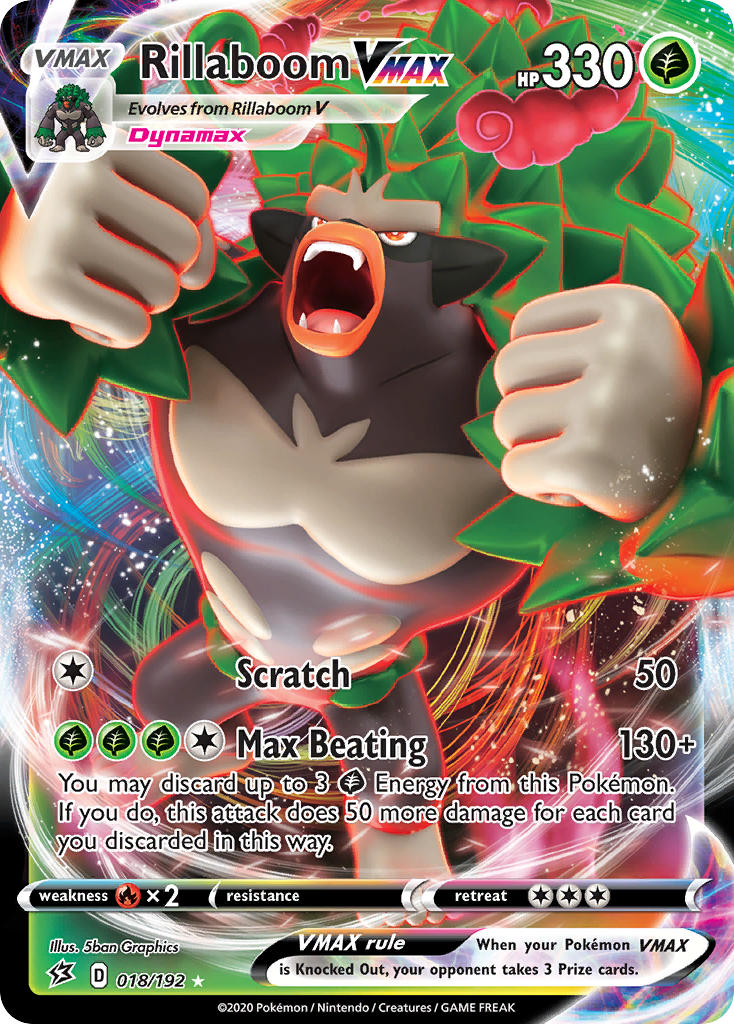 VMAX
Rillaboom VMAX
HP 330
Evolves from Rillaboom V
Dynamax
Scratch 50
Max Beating 130+
You may discard up to 3 Energy from this Pokémon.
If you do, this attack does 50 more damage for each card
you discarded in this way.
weakness ×2 resistance retreat
Illus. 5ban Graphics
D 018/192
VMAX rule When your Pokémon VMAX
is Knocked Out, your opponent takes 3 Prize cards.
©2020 Pokémon / Nintendo / Creatures / GAME FREAK